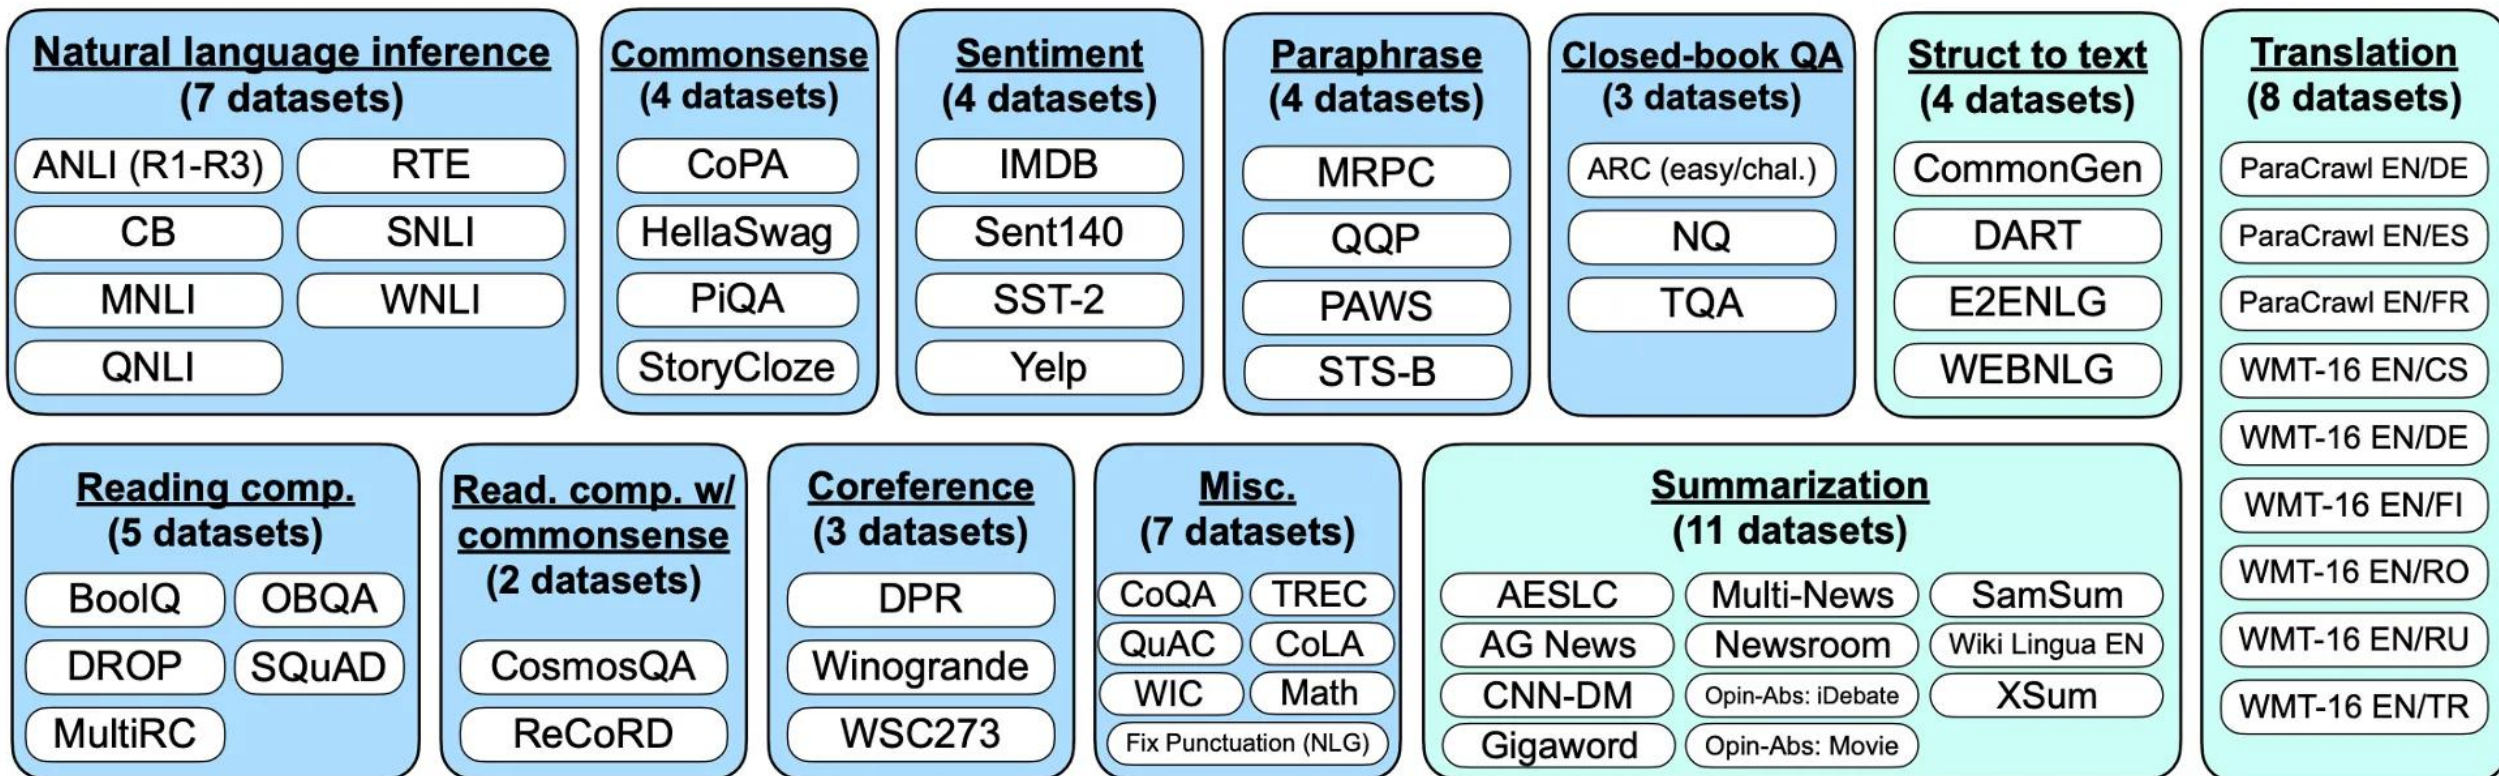 Natural language inference
(7 datasets)
ANLI (R1-R3)
RTE
CB
SNLI
MNLI
WNLI
QNLI
Commonsense
(4 datasets)
CoPA
HellaSwag
PiQA
StoryCloze
Sentiment
(4 datasets)
IMDB
Sent140
SST-2
Yelp
Paraphrase
(4 datasets)
MRPC
QQP
PAWS
STS-B
Closed-book QA
(3 datasets)
ARC (easy/chal.)
NQ
TQA
Struct to text
(4 datasets)
CommonGen
DART
E2ENLG
WEBNLG
Translation
(8 datasets)
ParaCrawl EN/DE
ParaCrawl EN/ES
ParaCrawl EN/FR
WMT-16 EN/CS
WMT-16 EN/DE
WMT-16 EN/FI
WMT-16 EN/RO
WMT-16 EN/RU
WMT-16 EN/TR
Reading comp.
(5 datasets)
BoolQ
OBQA
DROP
SQuAD
MultiRC
Read. comp. w/
commonsense
(2 datasets)
CosmosQA
ReCoRD
Coreference
(3 datasets)
DPR
Winogrande
WSC273
Misc.
(7 datasets)
CoQA
TREC
QuAC
CoLA
WIC
Math
Fix Punctuation (NLG)
Summarization
(11 datasets)
AESLC
Multi-News
SamSum
AG News
Newsroom
Wiki Lingua EN
CNN-DM
Opin-Abs: iDebate
XSum
Gigaword
Opin-Abs: Movie